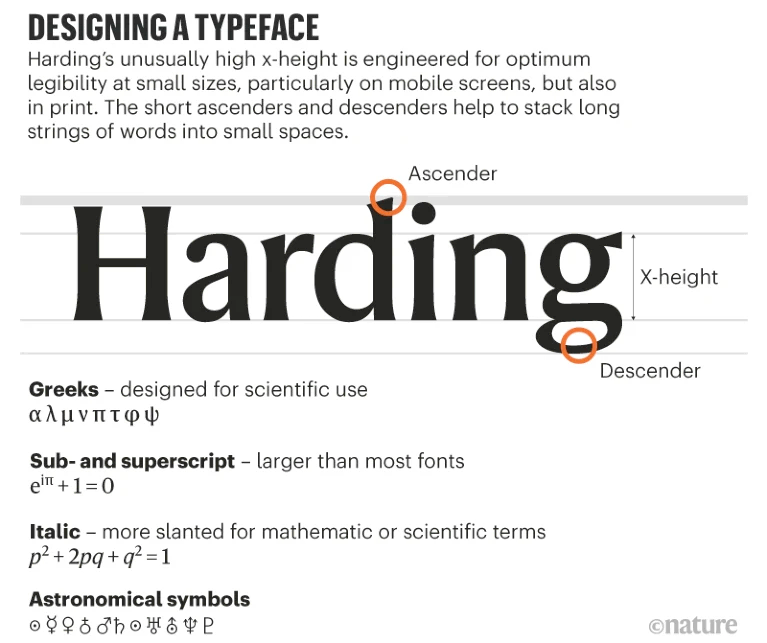 DESIGNING A TYPEFACE
Harding’s unusually high x-height is engineered for optimum
legibility at small sizes, particularly on mobile screens, but also
in print. The short ascenders and descenders help to stack long
strings of words into small spaces.
Ascender
Harding
X-height
Descender
Greeks – designed for scientific use
α λ μ ν π τ φ ψ
Sub- and superscript – larger than most fonts
e^iπ + 1 = 0
Italic – more slanted for mathematic or scientific terms
p² + 2pq + q² = 1
Astronomical symbols
☉☿♀♁♂♄☉♅⛢♆♇
©nature